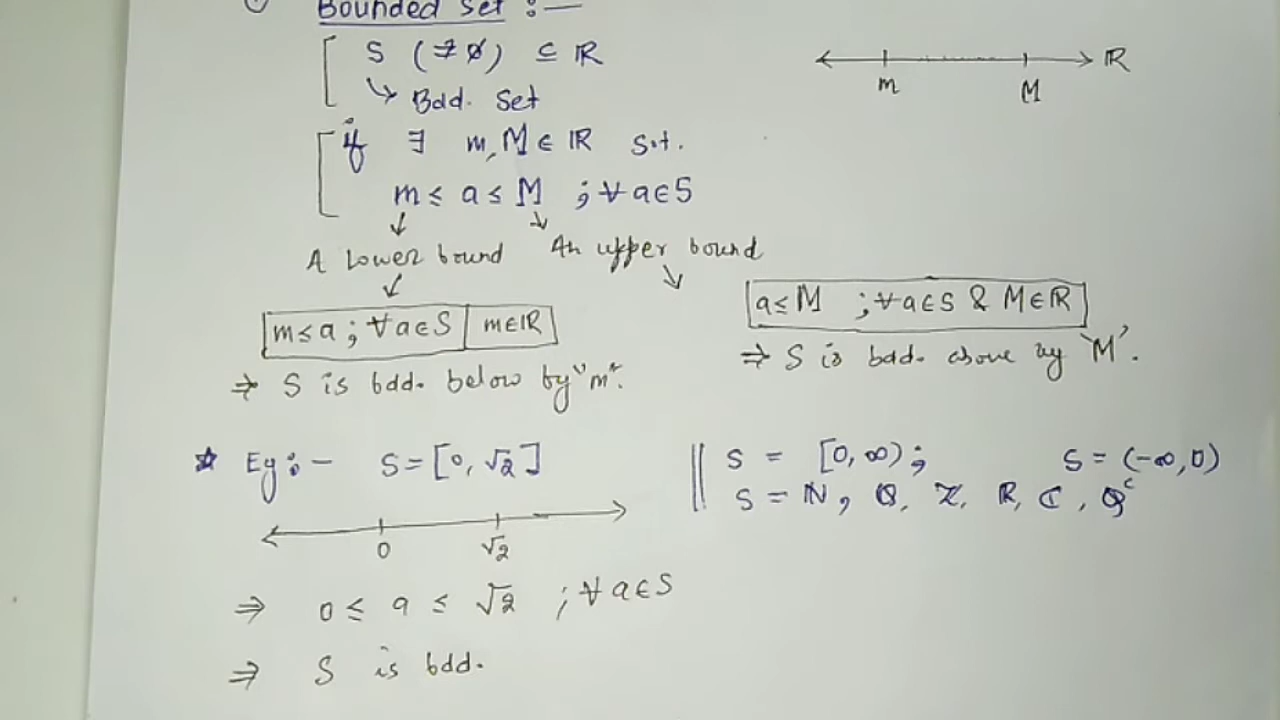 Bounded Set :—
S (≠ φ) ⊆ ℝ
↳ Bdd. Set
if ∃ m, M ∈ ℝ s.t.
m ≤ a ≤ M ; ∀ a∈S
A lower bound An upper bound
m ≤ a ; ∀ a∈S | m∈ℝ
⇒ S is bdd. below by "m".
m M ℝ
a ≤ M ; ∀ a∈S & M∈ℝ
⇒ S is bdd. above by 'M'.
☆ Eg :— S = [0, √2]
0 √2
⇒ 0 ≤ a ≤ √2 ; ∀ a∈S
⇒ S is bdd.
S = [0, ∞) ; S = (-∞, 0)
S = ℕ, ℚ, ℤ, ℝ, ℂ, ℚᶜ